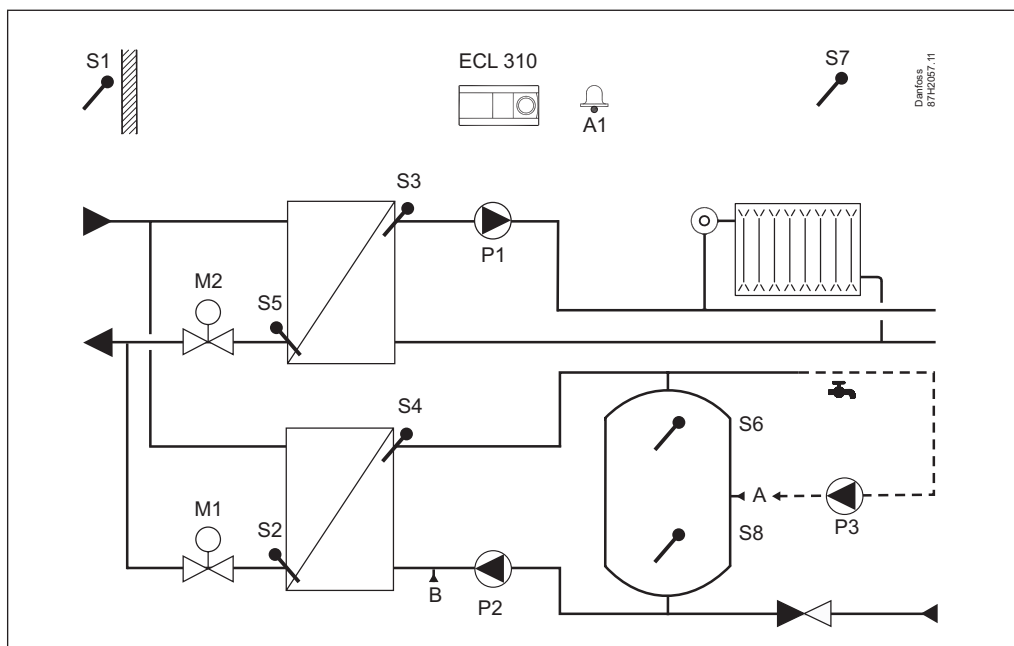 S1
ECL 310
S7
A1
Danfoss
87H2057.11
S3
P1
M2
S5
S4
S6
A
M1
S2
S8
P3
B
P2